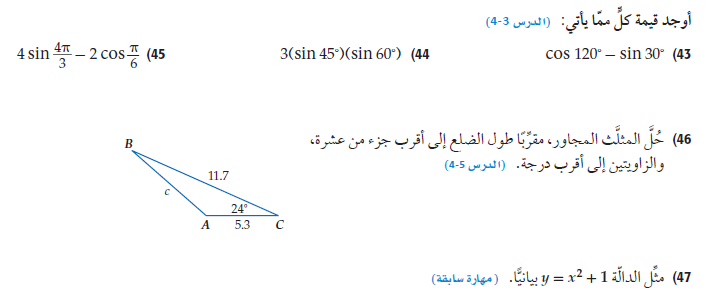 أوجد قيمة كلٍّ ممّا يأتي: (الدرس 3-4)
43) cos 120° − sin 30°
44) 3(sin 45°)(sin 60°)
45) 4 sin 4π/3 − 2 cos π/6
46) حُلَّ المثلَّث المجاور، مقرِّبًا طول الضلع إلى أقرب جزء من عشرة،
والزاويتين إلى أقرب درجة. (الدرس 5-4)
B
11.7
c
24°
A 5.3 C
47) مثِّل الدالّة y = x² + 1 بيانيًّا. (مهارة سابقة)